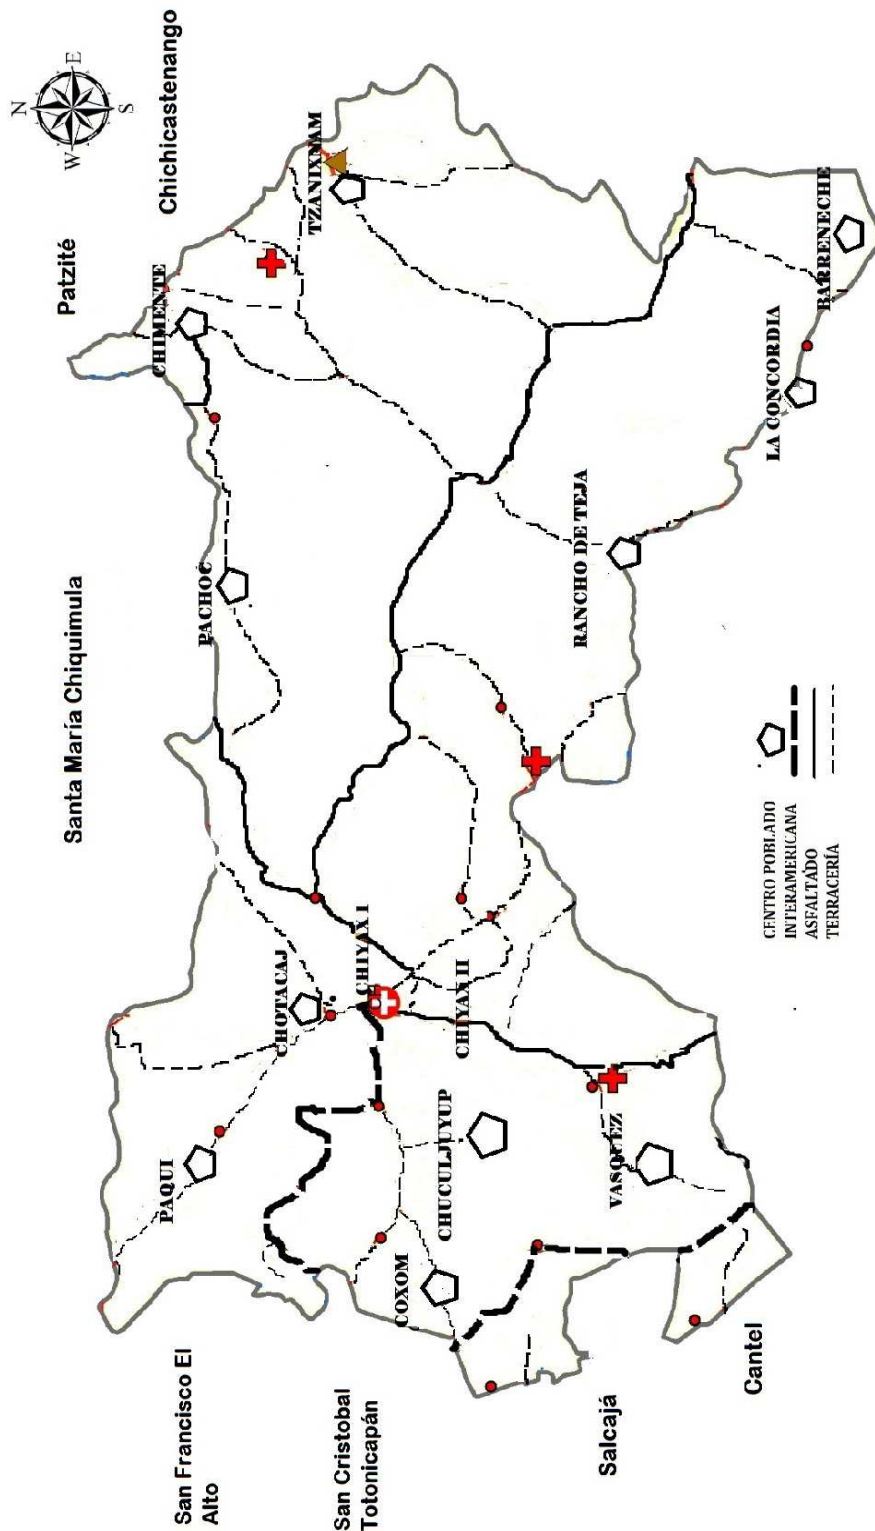 N
E
W
S
Patzité
Chichicastenango
Santa María Chiquimula
San Francisco El
Alto
San Cristobal
Totonicapán
Salcajá
Cantel
CHIMENTE
TZANIXNAM
PACHOC
PAQUI
CHOTACAJ
CHIYAX I
CHIYAX II
CHUCULJUYUP
COXOM
VASQUEZ
RANCHO DE TEJA
LA CONCORDIA
BARRENECHE
CENTRO POBLADO
INTERAMERICANA
ASFALTADO
TERRACERÍA